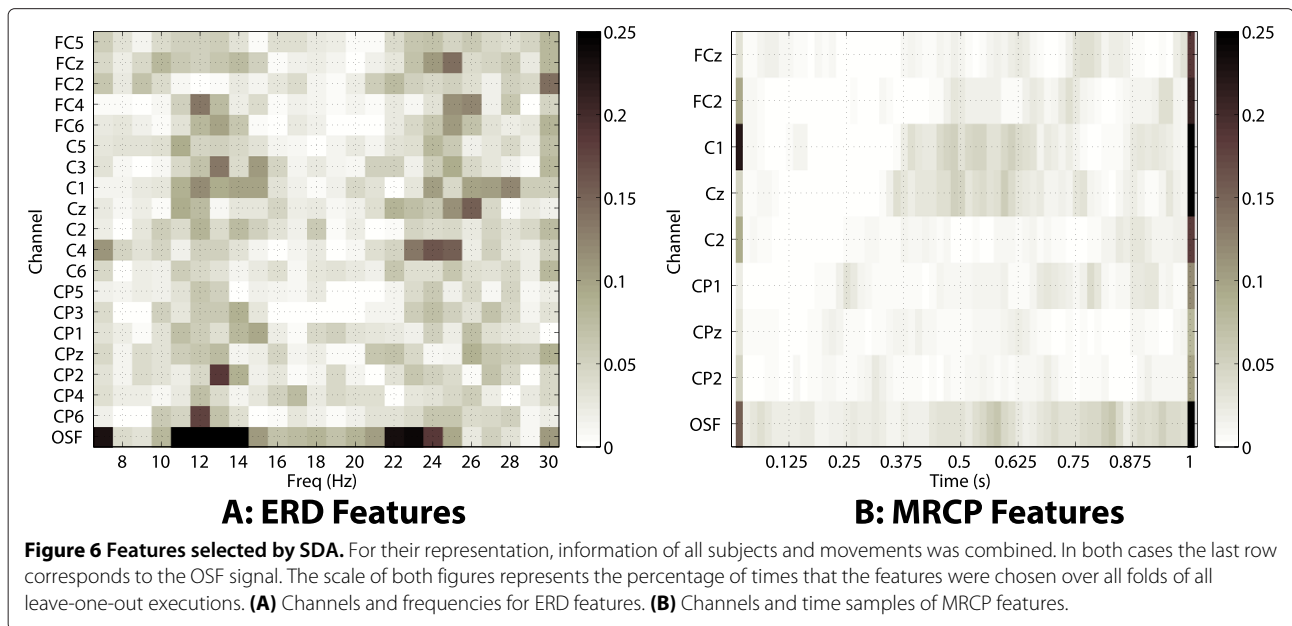 FC5
FCz
FC2
FC4
FC6
C5
C3
C1
Cz
C2
C4
C6
CP5
CP3
CP1
CPz
CP2
CP4
CP6
OSF
Channel
8 10 12 14 16 18 20 22 24 26 28 30
Freq (Hz)
0.25
0.2
0.15
0.1
0.05
0
A: ERD Features
FCz
FC2
C1
Cz
C2
CP1
CPz
CP2
OSF
Channel
0.125 0.25 0.375 0.5 0.625 0.75 0.875 1
Time (s)
0.25
0.2
0.15
0.1
0.05
0
B: MRCP Features
Figure 6 Features selected by SDA. For their representation, information of all subjects and movements was combined. In both cases the last row
corresponds to the OSF signal. The scale of both figures represents the percentage of times that the features were chosen over all folds of all
leave-one-out executions. (A) Channels and frequencies for ERD features. (B) Channels and time samples of MRCP features.